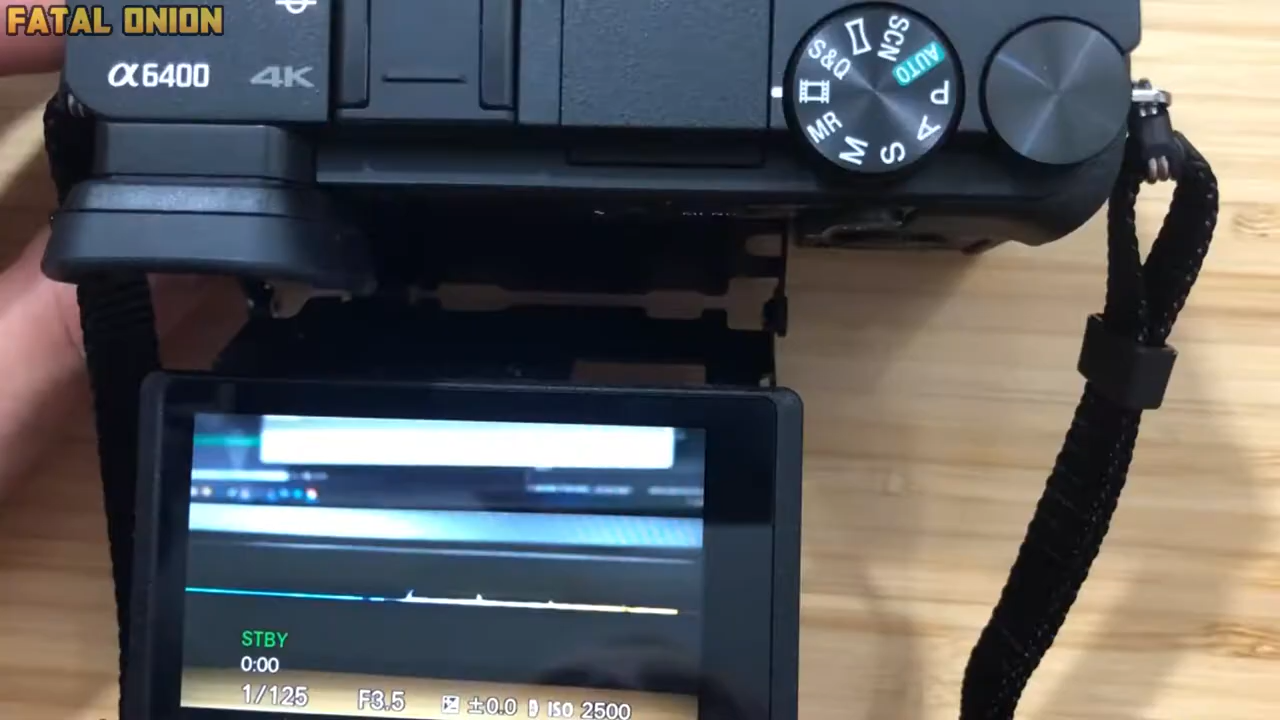 FATAL ONION
α6400 4K
SCN
AUTO
P
A
S
M
MR
S&Q
STBY
0:00
1/125 F3.5 ±0.0 ISO 2500